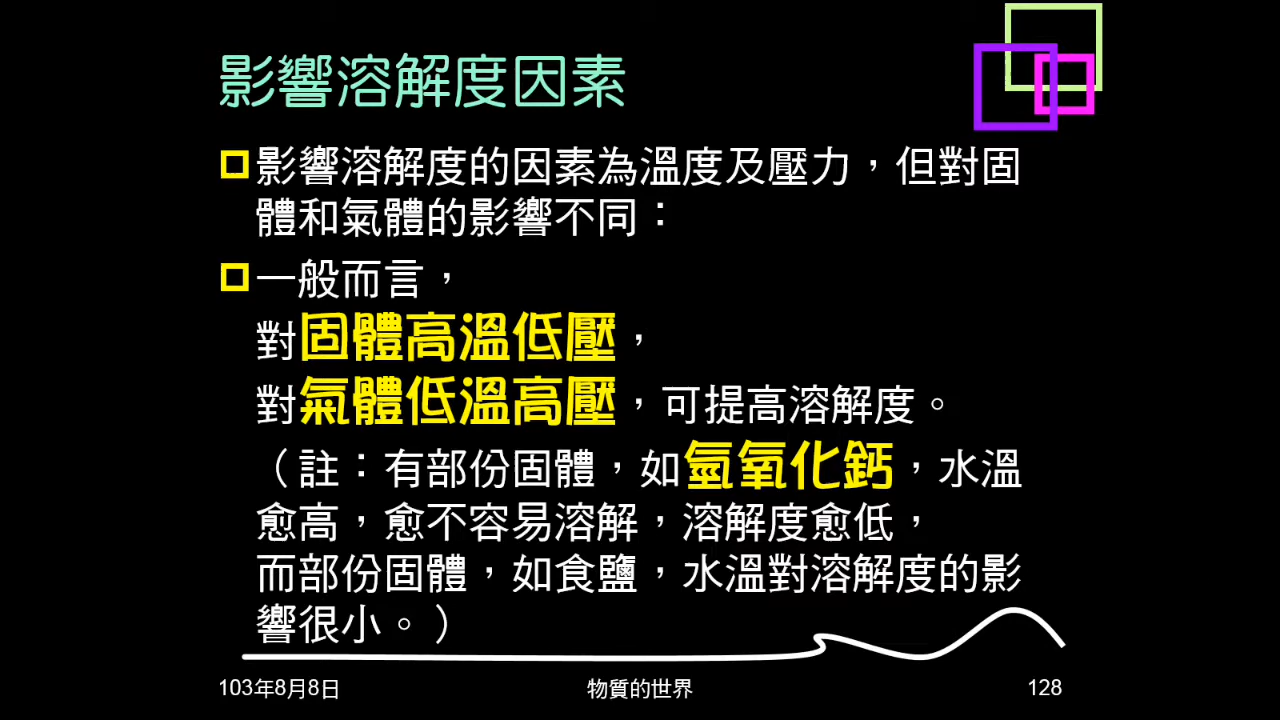 影響溶解度因素
影響溶解度的因素為溫度及壓力，但對固
體和氣體的影響不同：
一般而言，
對固體高溫低壓，
對氣體低溫高壓，可提高溶解度。
（註：有部份固體，如氫氧化鈣，水溫
愈高，愈不容易溶解，溶解度愈低，
而部份固體，如食鹽，水溫對溶解度的影
響很小。）
103年8月8日
物質的世界
128